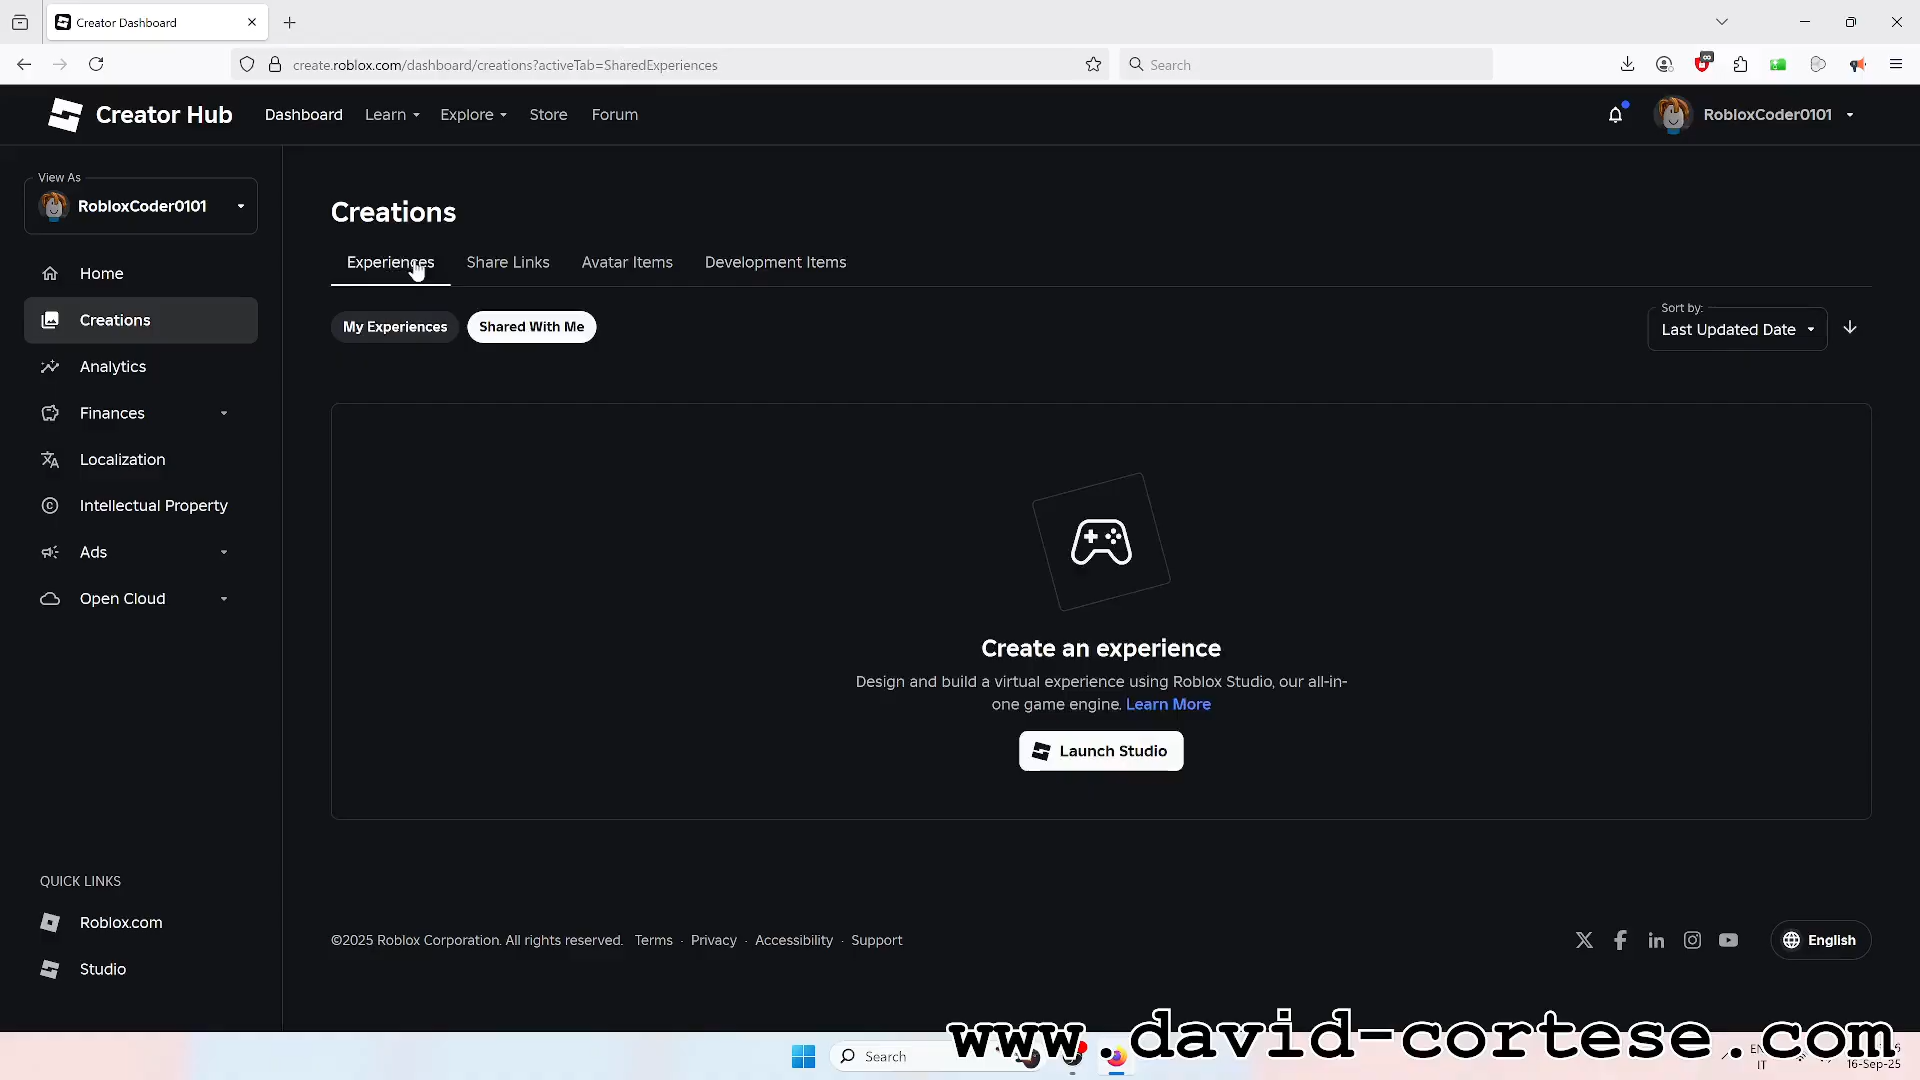 Creator Dashboard
create.roblox.com/dashboard/creations?activeTab=SharedExperiences
Search
Creator Hub
Dashboard
Learn
Explore
Store
Forum
RobloxCoder0101
View As
RobloxCoder0101
Home
Creations
Analytics
Finances
Localization
Intellectual Property
Ads
Open Cloud
QUICK LINKS
Roblox.com
Studio
Creations
Experiences
Share Links
Avatar Items
Development Items
My Experiences
Shared With Me
Sort by:
Last Updated Date
Create an experience
Design and build a virtual experience using Roblox Studio, our all-in-
one game engine. Learn More
Launch Studio
©2025 Roblox Corporation. All rights reserved. Terms · Privacy · Accessibility · Support
English
www.david-cortese.com
Search
IT
16-Sep-25